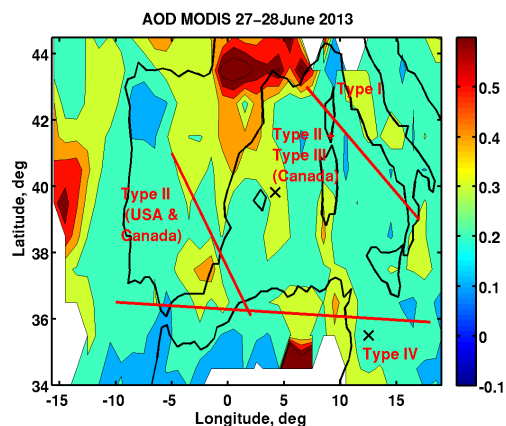 AOD MODIS 27−28June 2013
44
42
40
38
36
34
Latitude, deg
-15
-10
-5
0
5
10
15
Longitude, deg
Type I
Type II
Type III
(Canada)
Type II
(USA &
Canada)
Type IV
0.5
0.4
0.3
0.2
0.1
0
-0.1